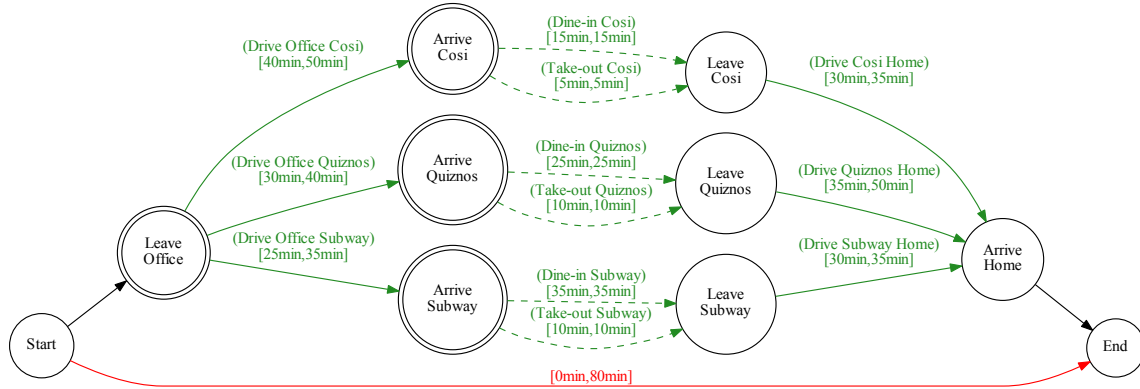 (Drive Office Cosi)
[40min,50min]
Arrive
Cosi
(Dine-in Cosi)
[15min,15min]
(Take-out Cosi)
[5min,5min]
Leave
Cosi
(Drive Cosi Home)
[30min,35min]
(Drive Office Quiznos)
[30min,40min]
Arrive
Quiznos
(Dine-in Quiznos)
[25min,25min]
(Take-out Quiznos)
[10min,10min]
Leave
Quiznos
(Drive Quiznos Home)
[35min,50min]
Leave
Office
(Drive Office Subway)
[25min,35min]
Arrive
Subway
(Dine-in Subway)
[35min,35min]
(Take-out Subway)
[10min,10min]
Leave
Subway
(Drive Subway Home)
[30min,35min]
Arrive
Home
Start
[0min,80min]
End